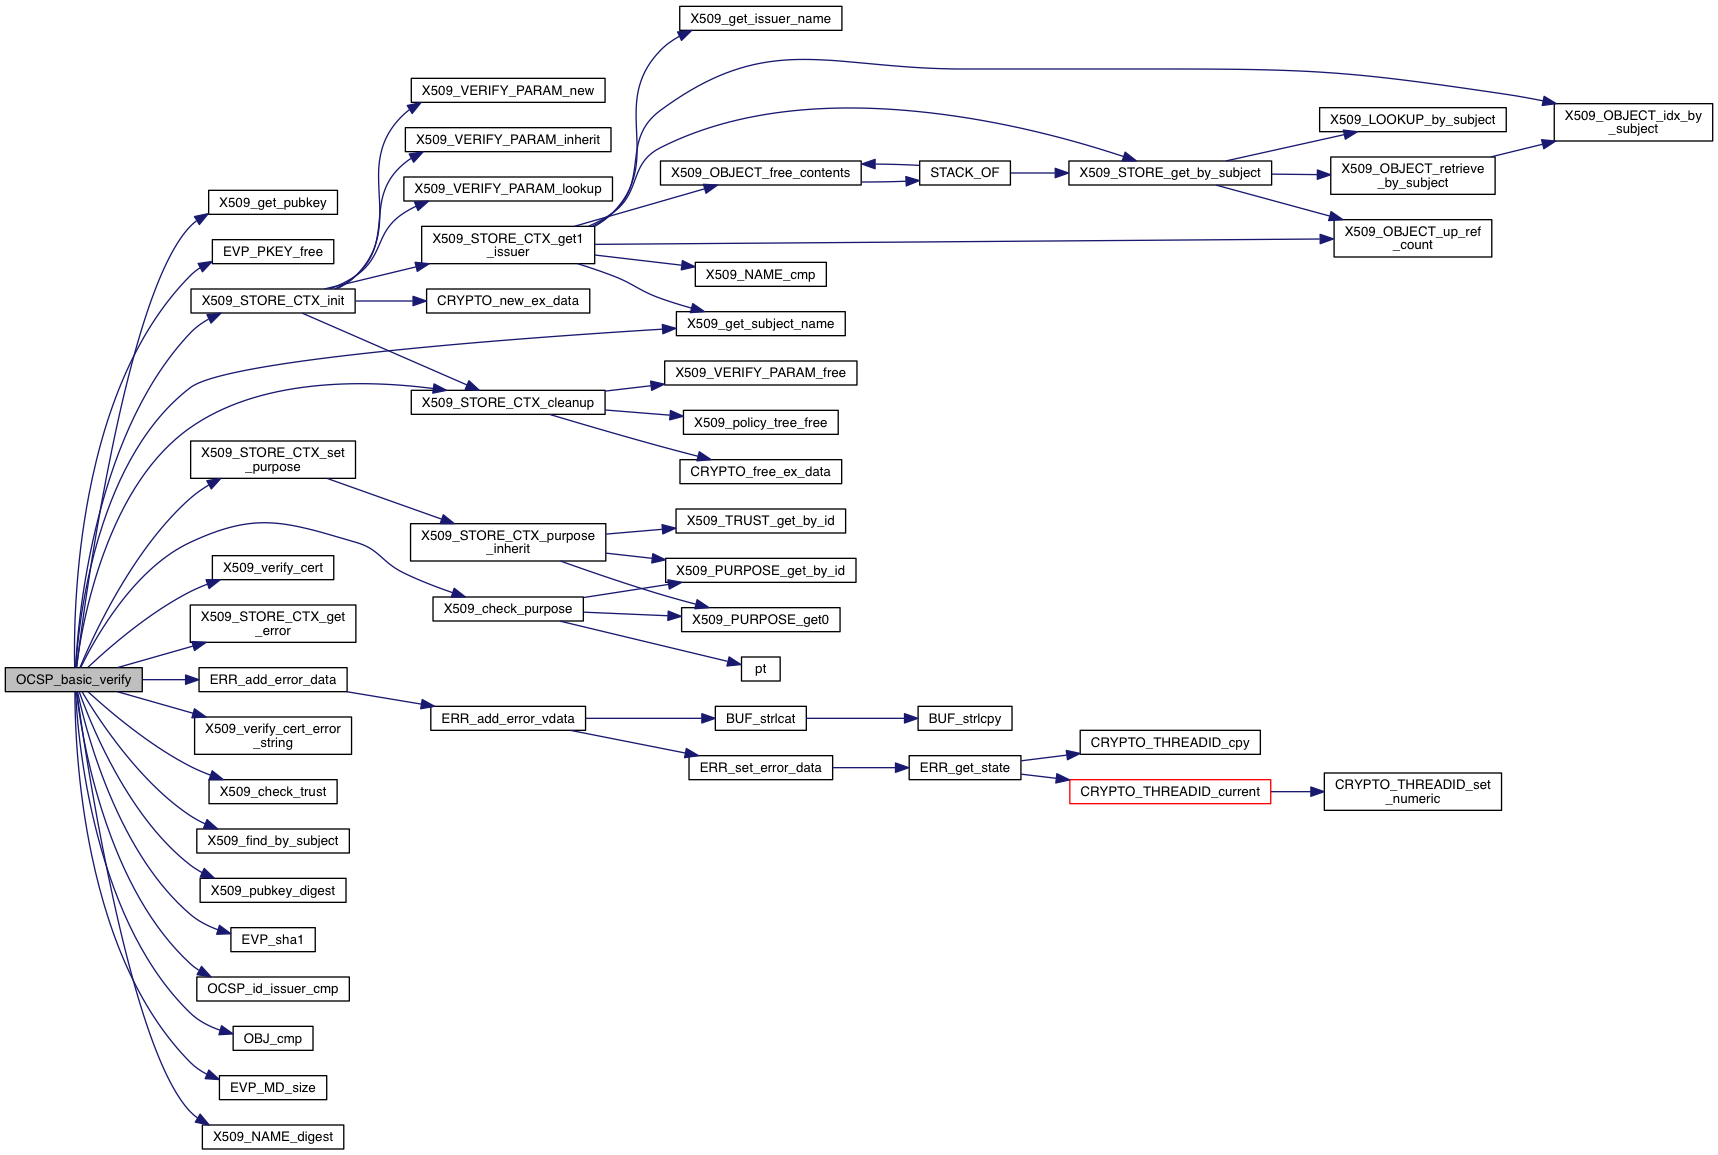 X509_get_issuer_name
X509_VERIFY_PARAM_new
X509_LOOKUP_by_subject
X509_OBJECT_idx_by
_subject
X509_VERIFY_PARAM_inherit
X509_OBJECT_free_contents
STACK_OF
X509_STORE_get_by_subject
X509_OBJECT_retrieve
_by_subject
X509_VERIFY_PARAM_lookup
X509_get_pubkey
X509_STORE_CTX_get1
_issuer
X509_OBJECT_up_ref
_count
EVP_PKEY_free
X509_NAME_cmp
X509_STORE_CTX_init
CRYPTO_new_ex_data
X509_get_subject_name
X509_VERIFY_PARAM_free
X509_STORE_CTX_cleanup
X509_policy_tree_free
X509_STORE_CTX_set
_purpose
CRYPTO_free_ex_data
X509_TRUST_get_by_id
X509_STORE_CTX_purpose
_inherit
X509_verify_cert
X509_PURPOSE_get_by_id
X509_check_purpose
X509_PURPOSE_get0
X509_STORE_CTX_get
_error
pt
OCSP_basic_verify
ERR_add_error_data
ERR_add_error_vdata
BUF_strlcat
BUF_strlcpy
X509_verify_cert_error
_string
CRYPTO_THREADID_cpy
ERR_set_error_data
ERR_get_state
X509_check_trust
CRYPTO_THREADID_current
CRYPTO_THREADID_set
_numeric
X509_find_by_subject
X509_pubkey_digest
EVP_sha1
OCSP_id_issuer_cmp
OBJ_cmp
EVP_MD_size
X509_NAME_digest